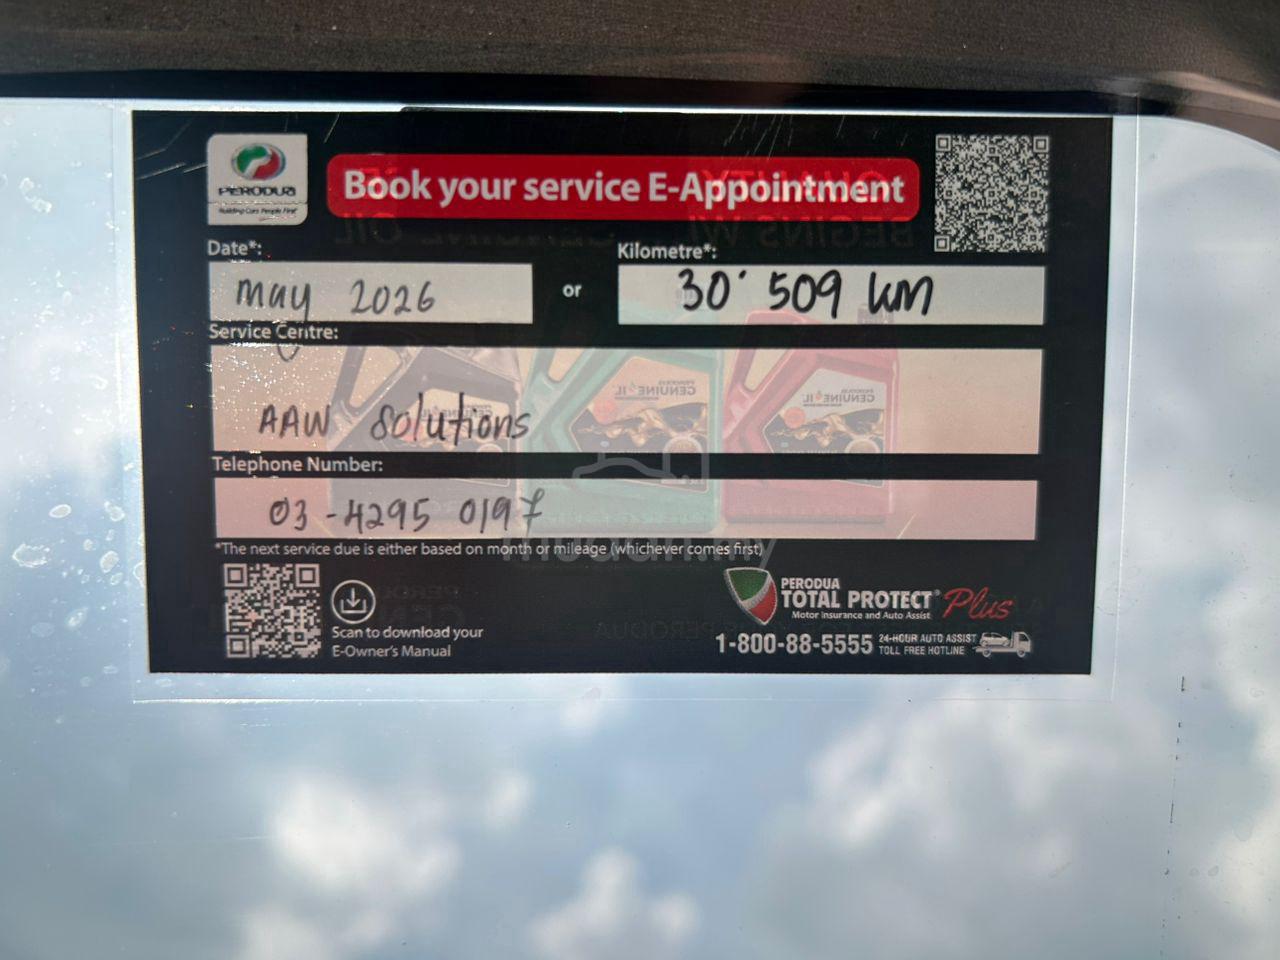 PERODUA
Building Cars People First
Book your service E-Appointment
Date*:
May 2026
or
Kilometre*:
30' 509 km
Service Centre:
AAW Solutions
Telephone Number:
03-4295 0197
*The next service due is either based on month or mileage (whichever comes first)
mudah.my
Scan to download your
E-Owner's Manual
PERODUA
TOTAL PROTECT Plus
Motor Insurance and Auto Assist
1-800-88-5555 24-HOUR AUTO ASSIST
TOLL FREE HOTLINE